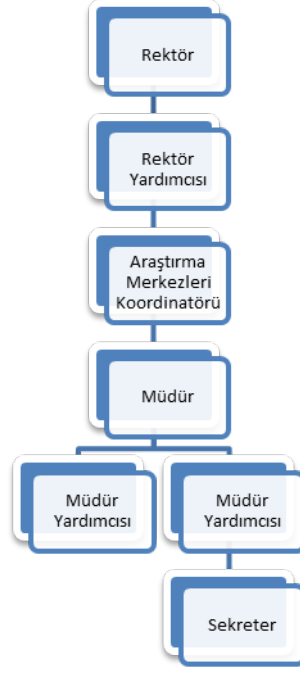 Rektör
Rektör
Yardımcısı
Araştırma
Merkezleri
Koordinatörü
Müdür
Müdür
Yardımcısı
Müdür
Yardımcısı
Sekreter